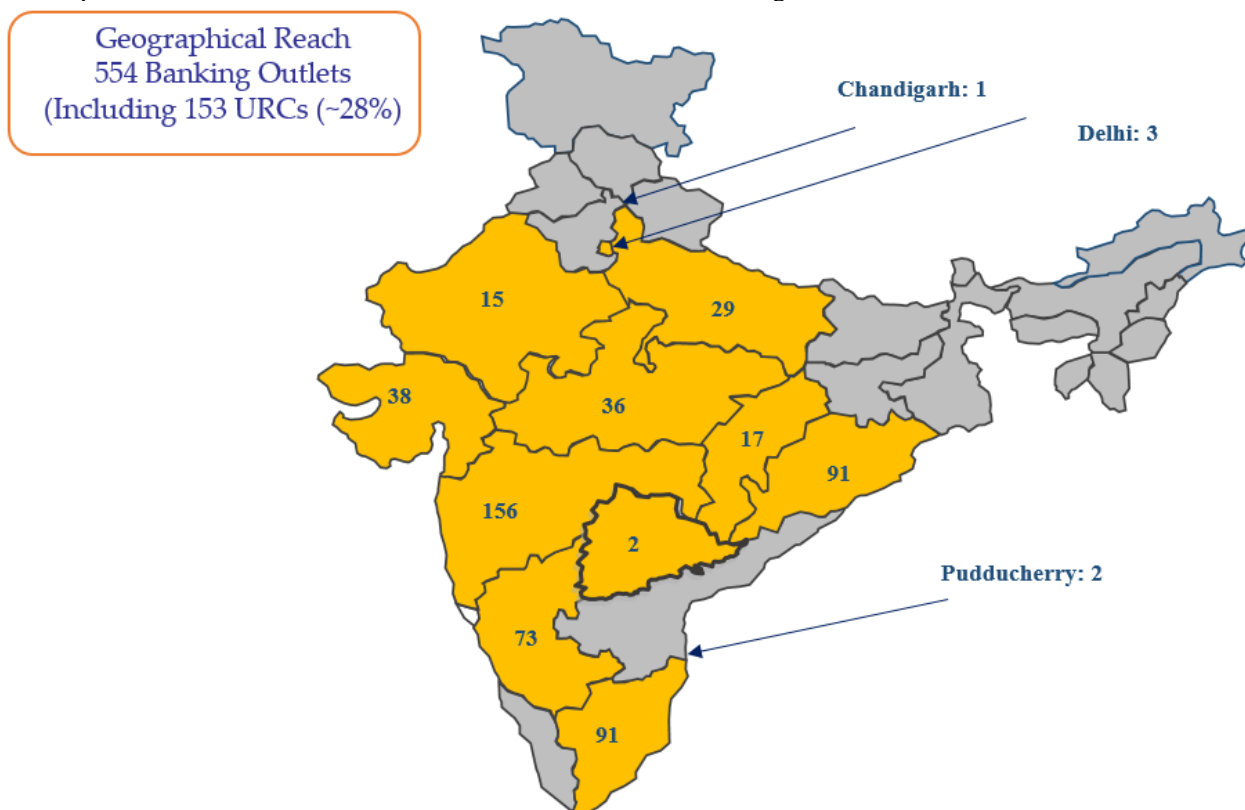 Geographical Reach
554 Banking Outlets
(Including 153 URCs (~28%)
Chandigarh: 1
Delhi: 3
15
29
38
36
17
91
156
2
Pudducherry: 2
73
91